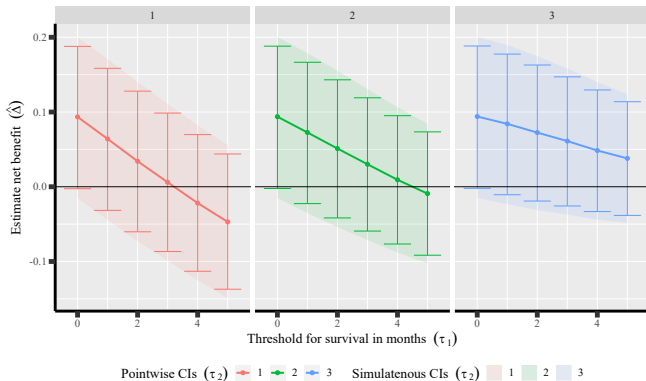 1 2 3
0.2
0.1
0.0
-0.1
Estimate net benefit (Δ̂)
0 2 4 0 2 4 0 2 4
Threshold for survival in months (τ₁)
Pointwise CIs (τ₂) 1 2 3 Simulatenous CIs (τ₂) 1 2 3